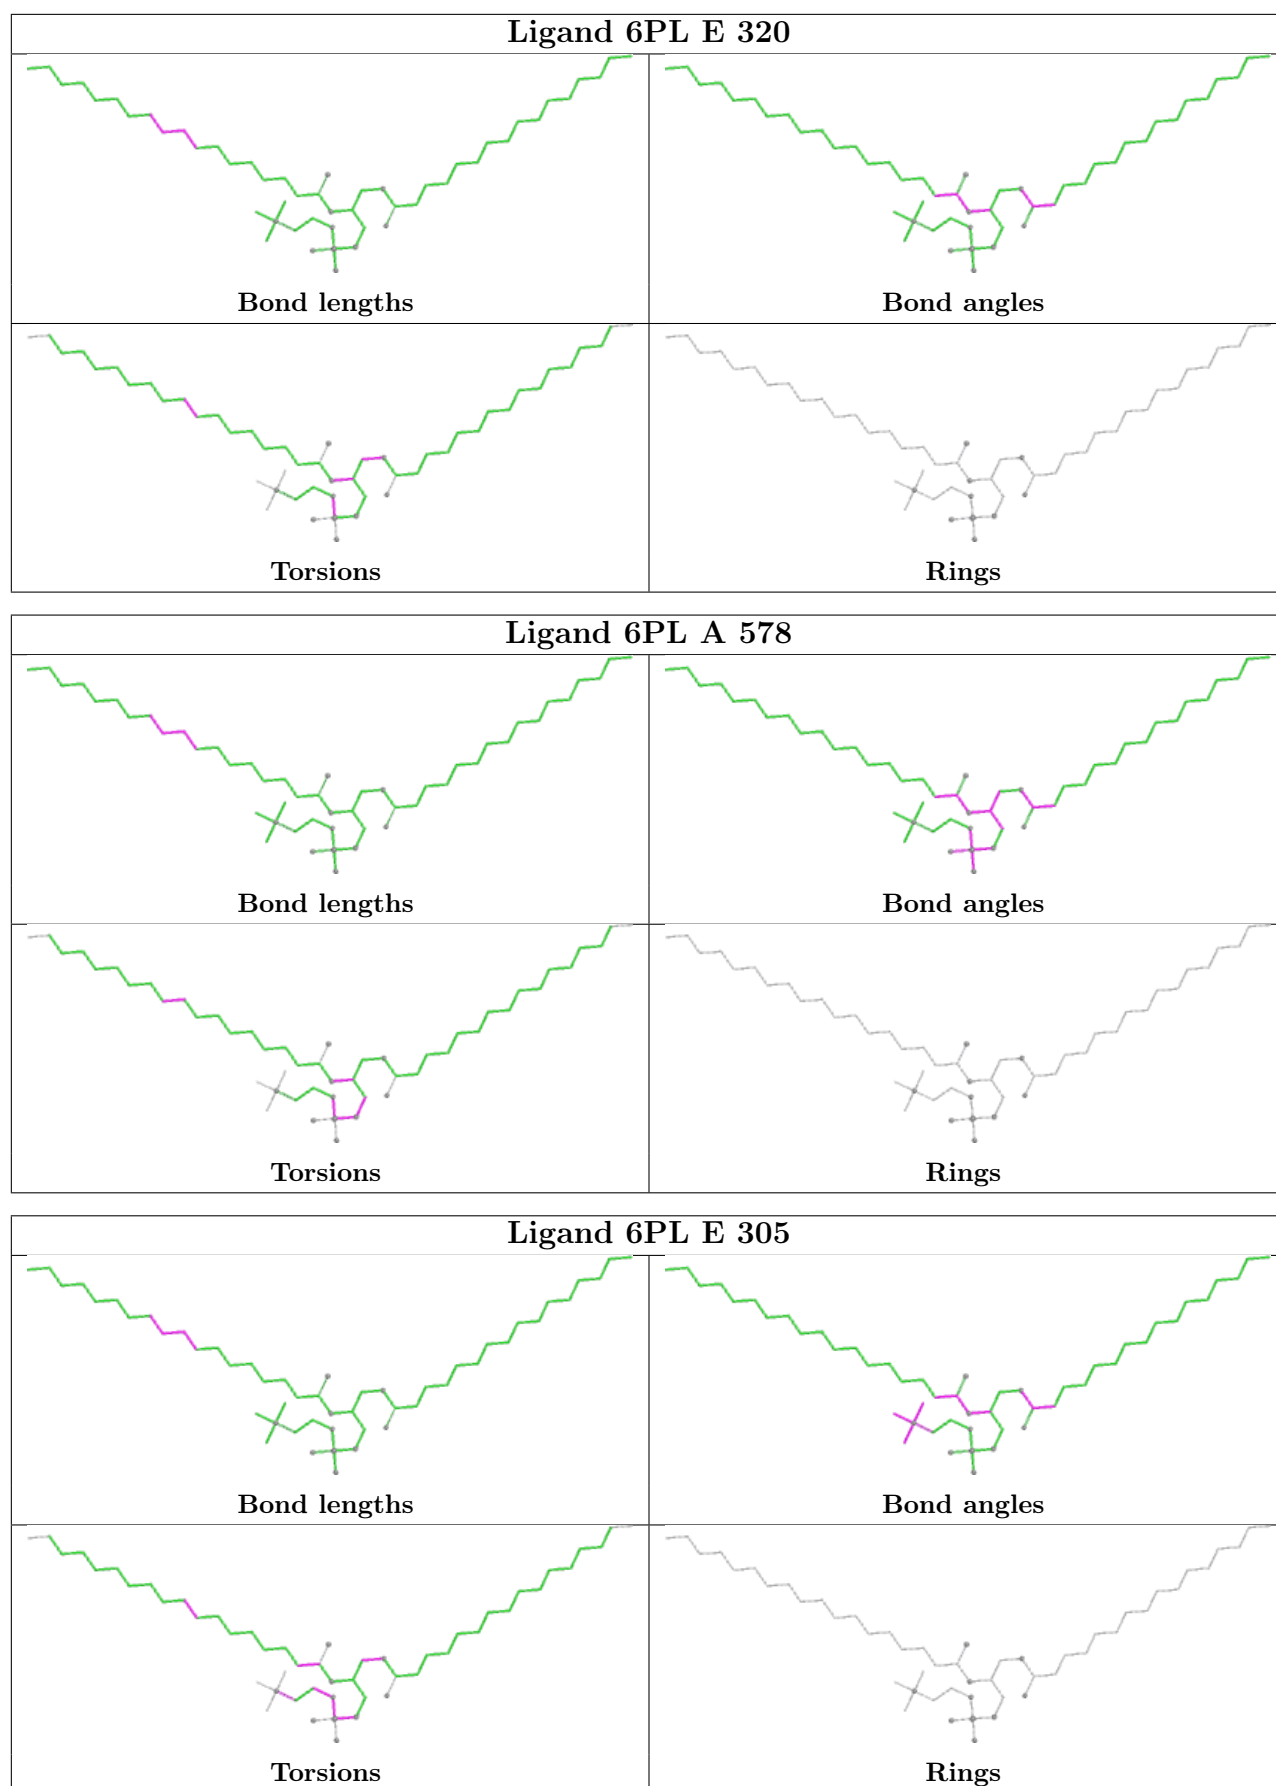 Ligand 6PL E 320
Bond lengths
Bond angles
Torsions
Rings
Ligand 6PL A 578
Bond lengths
Bond angles
Torsions
Rings
Ligand 6PL E 305
Bond lengths
Bond angles
Torsions
Rings